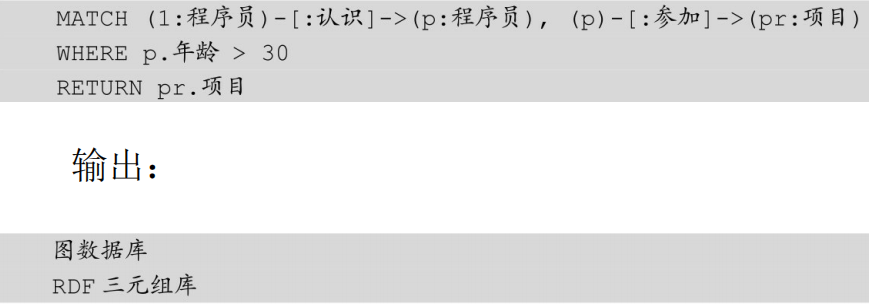 MATCH (1:程序员)-[:认识]->(p:程序员), (p)-[:参加]->(pr:项目)
WHERE p.年龄 > 30
RETURN pr.项目
输出:
图数据库
RDF 三元组库